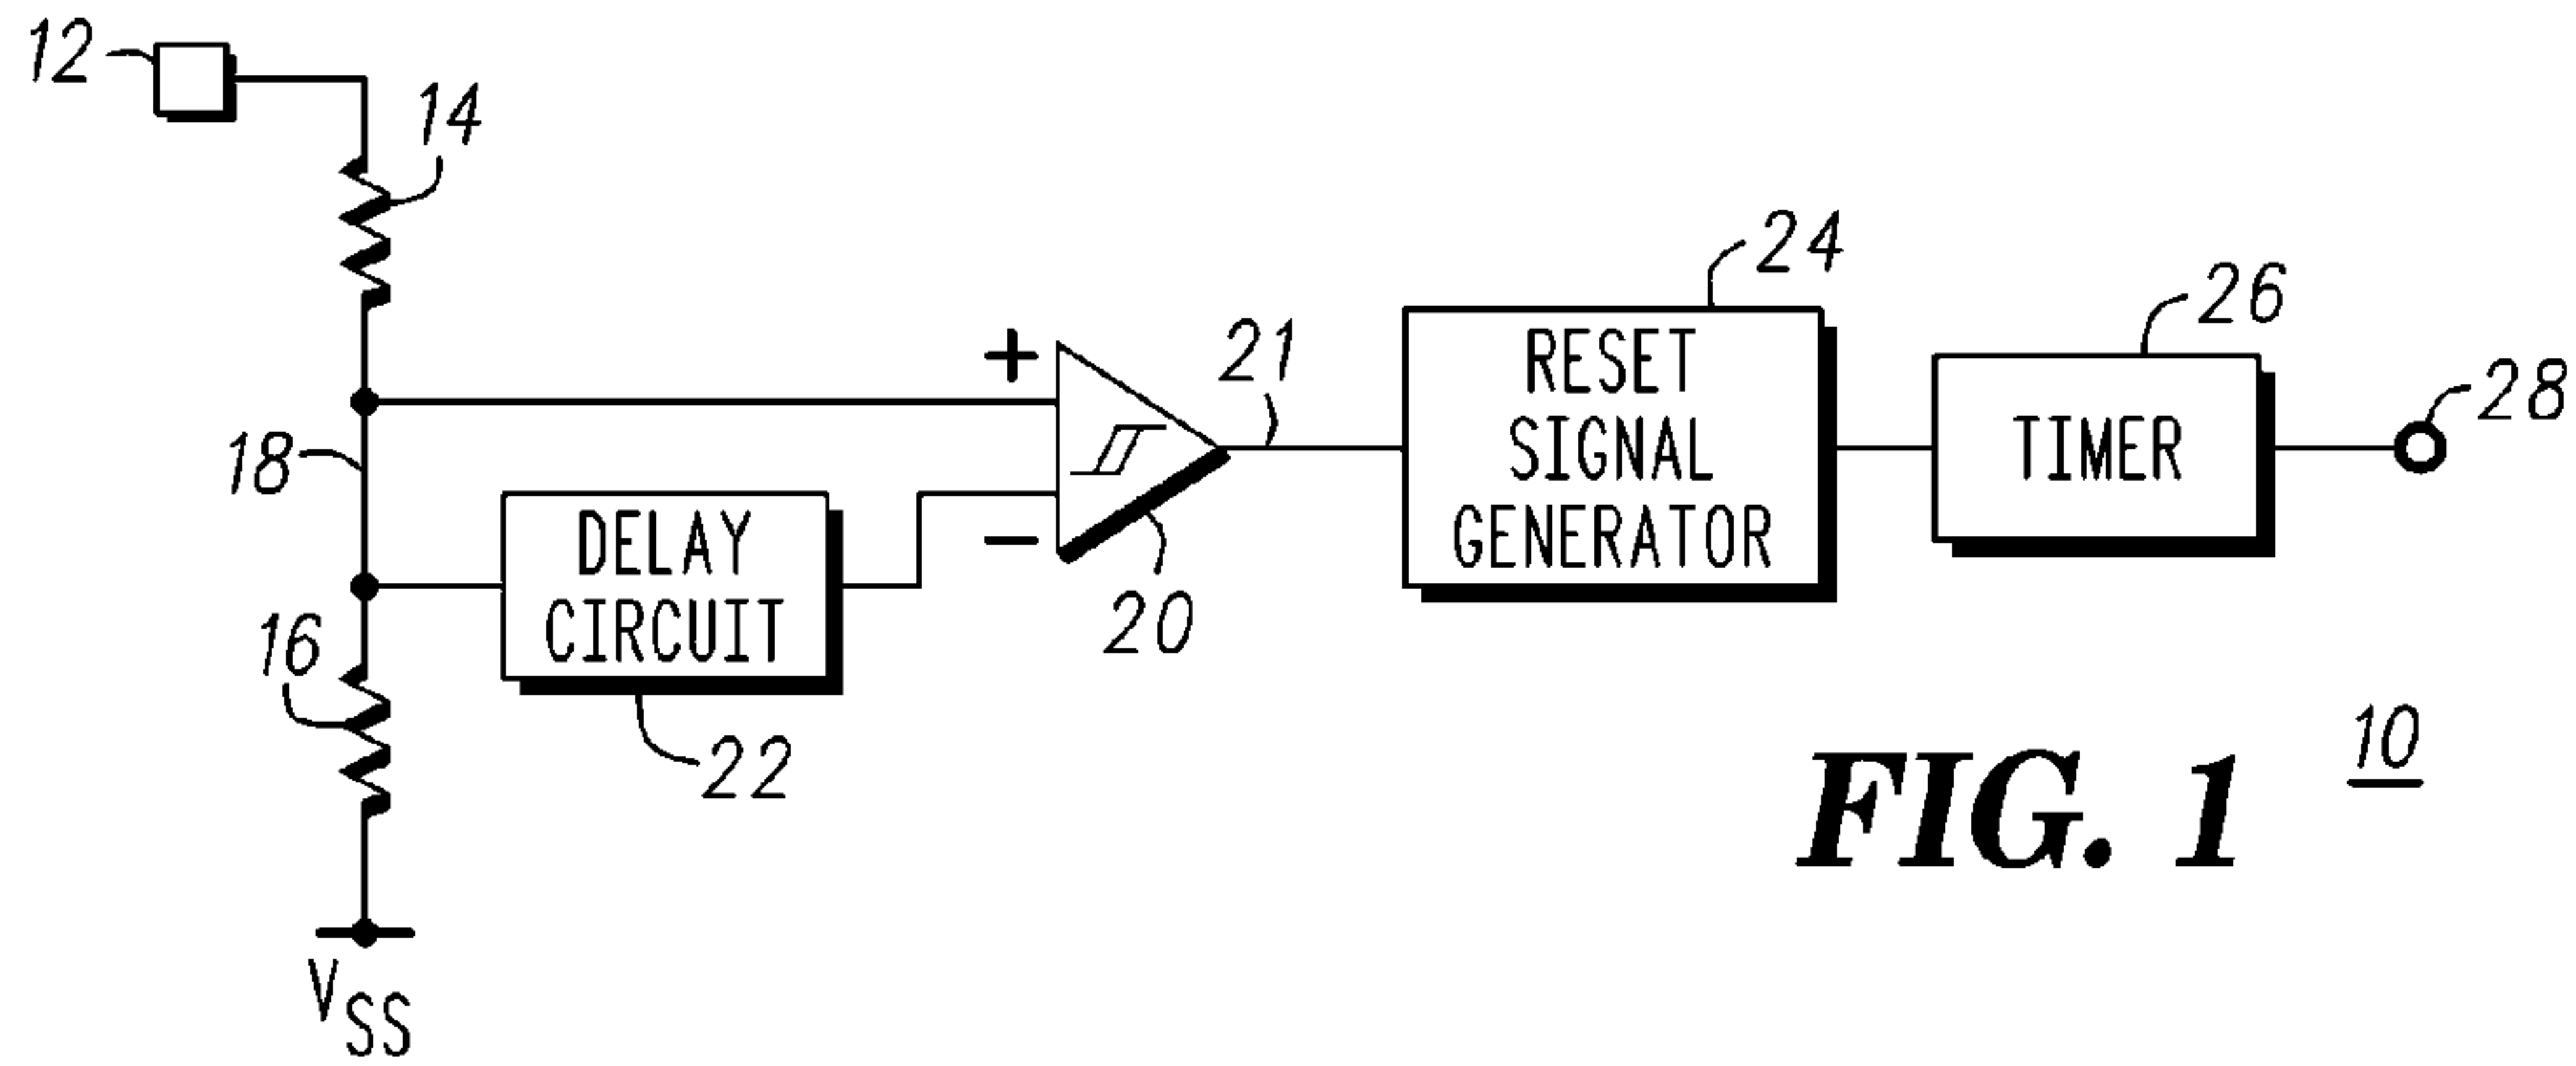 12
14
24
26
+
21
RESET
SIGNAL
GENERATOR
TIMER
28
18
DELAY
CIRCUIT
−
20
16
22
10
FIG. 1
VSS